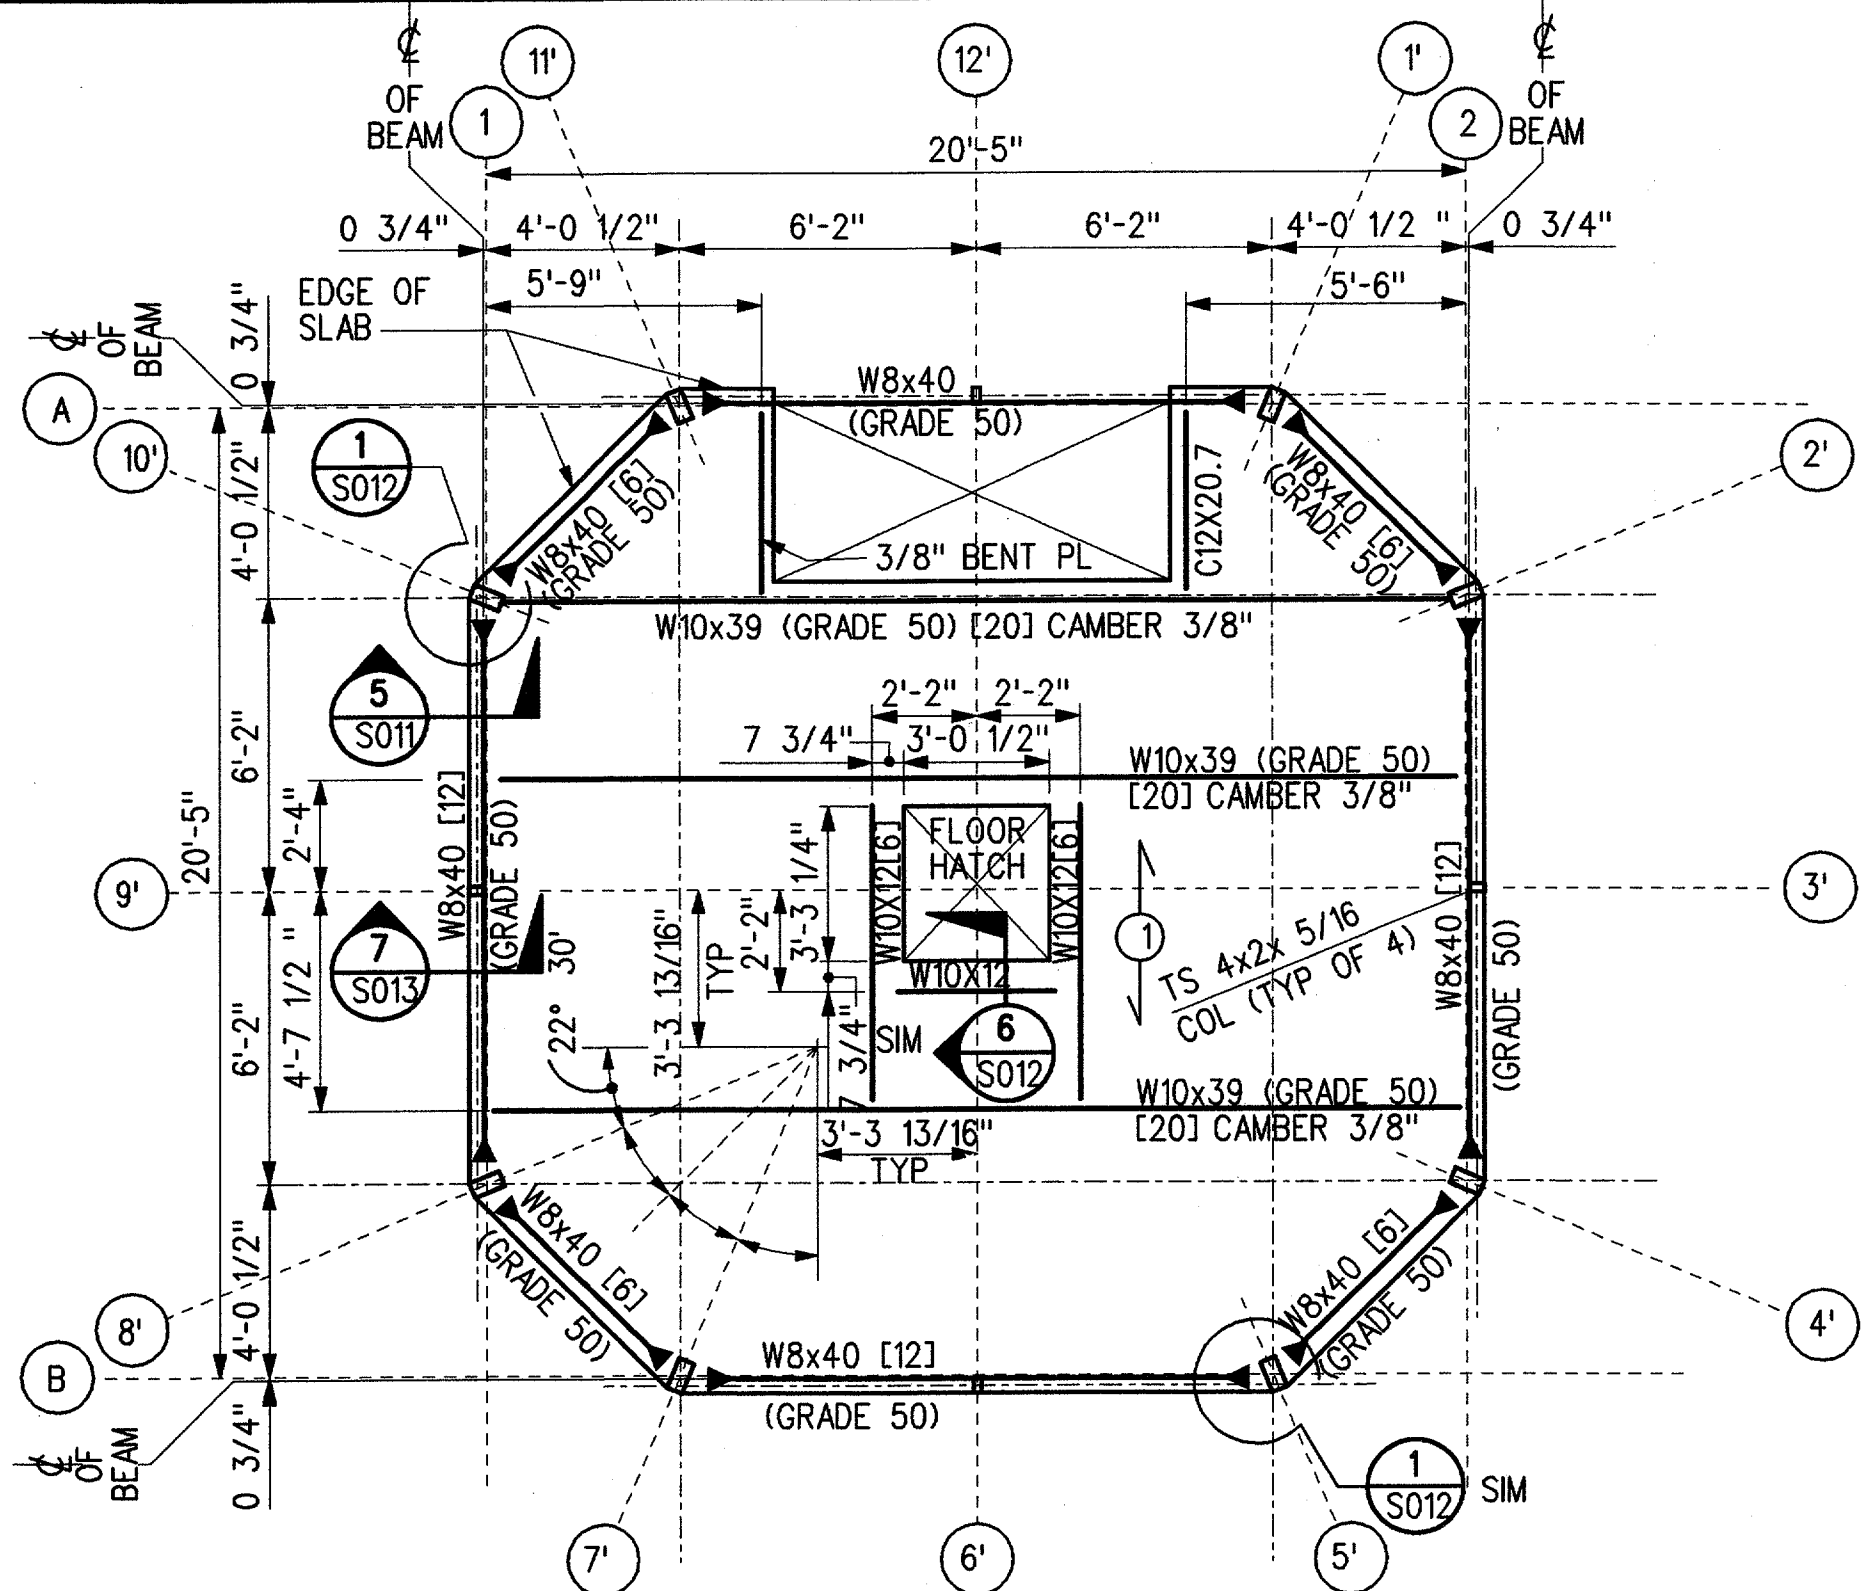 ℄
OF
BEAM
11'
12'
1'
℄
OF
BEAM
1
2
20'-5"
0 3/4"
4'-0 1/2"
6'-2"
6'-2"
4'-0 1/2 "
0 3/4"
5'-9"
5'-6"
EDGE OF
SLAB
℄
OF
BEAM
0 3/4"
A
10'
1
S012
W8x40
(GRADE 50)
2'
4'-0 1/2"
W8x40 [6]
(GRADE 50)
W8x40 [6]
(GRADE 50)
C12X20.7
3/8" BENT PL
W10x39 (GRADE 50) [20] CAMBER 3/8"
5
S011
2'-2"
2'-2"
7 3/4"
3'-0 1/2"
W10x39 (GRADE 50)
[20] CAMBER 3/8"
6'-2"
20'-5"
2'-4"
W8x40 [12]
(GRADE 50)
FLOOR
HATCH
W10X12[6]
W10X12[6]
3'-3 1/4"
9'
3'
7
S013
30'
22°
3'-3 13/16"
TYP
2'-2"
W10X12
7 3/4"
SIM
6
S012
1
TS 4x2x 5/16
COL (TYP OF 4)
W8x40 [12]
(GRADE 50)
6'-2"
4'-7 1/2 "
W10x39 (GRADE 50)
[20] CAMBER 3/8"
3'-3 13/16"
TYP
4'-0 1/2"
W8x40 [6]
(GRADE 50)
W8x40 [6]
(GRADE 50)
8'
4'
B
W8x40 [12]
(GRADE 50)
℄
OF
BEAM
0 3/4"
1
S012
SIM
7'
6'
5'